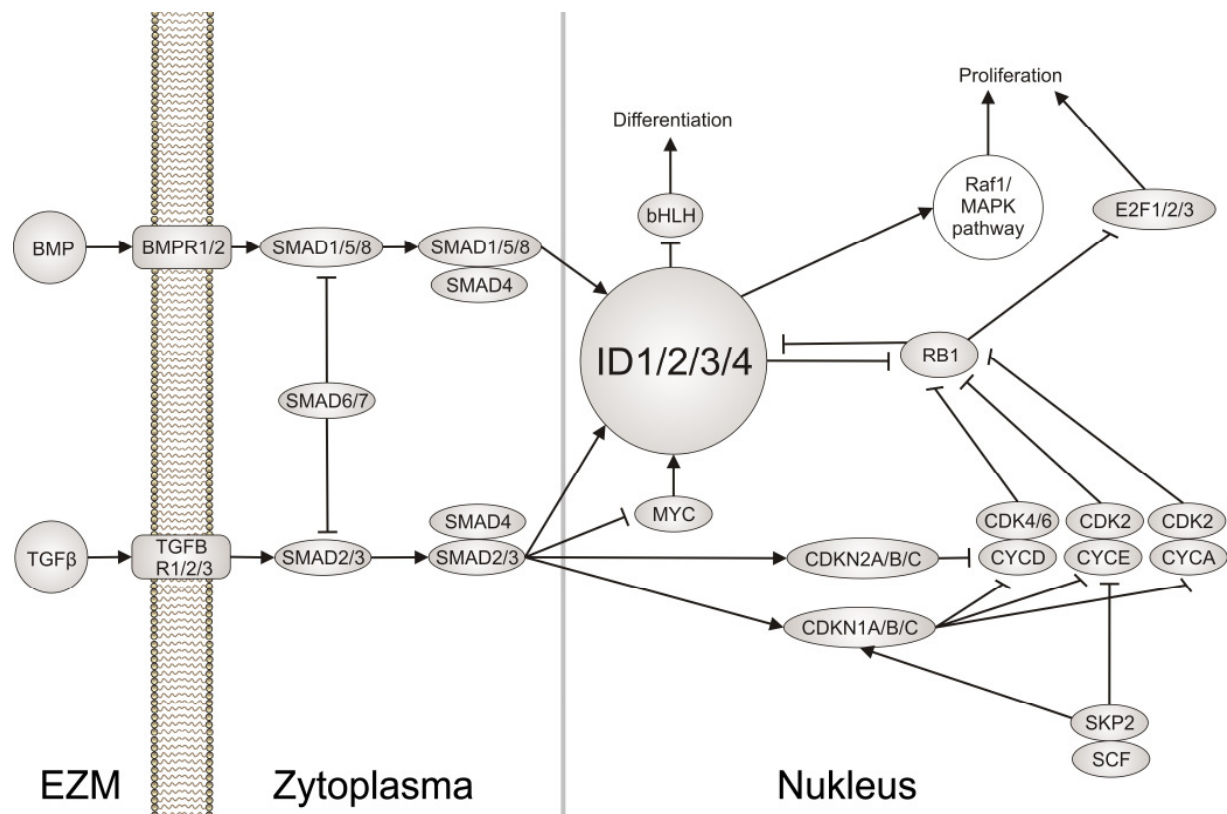 Proliferation
Differentiation
Raf1/
MAPK
pathway
bHLH
E2F1/2/3
BMP
BMPR1/2
SMAD1/5/8
SMAD1/5/8
SMAD4
ID1/2/3/4
RB1
SMAD6/7
SMAD4
MYC
CDK4/6
CDK2
CDK2
TGFβ
TGFB
R1/2/3
SMAD2/3
SMAD2/3
CDKN2A/B/C
CYCD
CYCE
CYCA
CDKN1A/B/C
SKP2
SCF
EZM
Zytoplasma
Nukleus